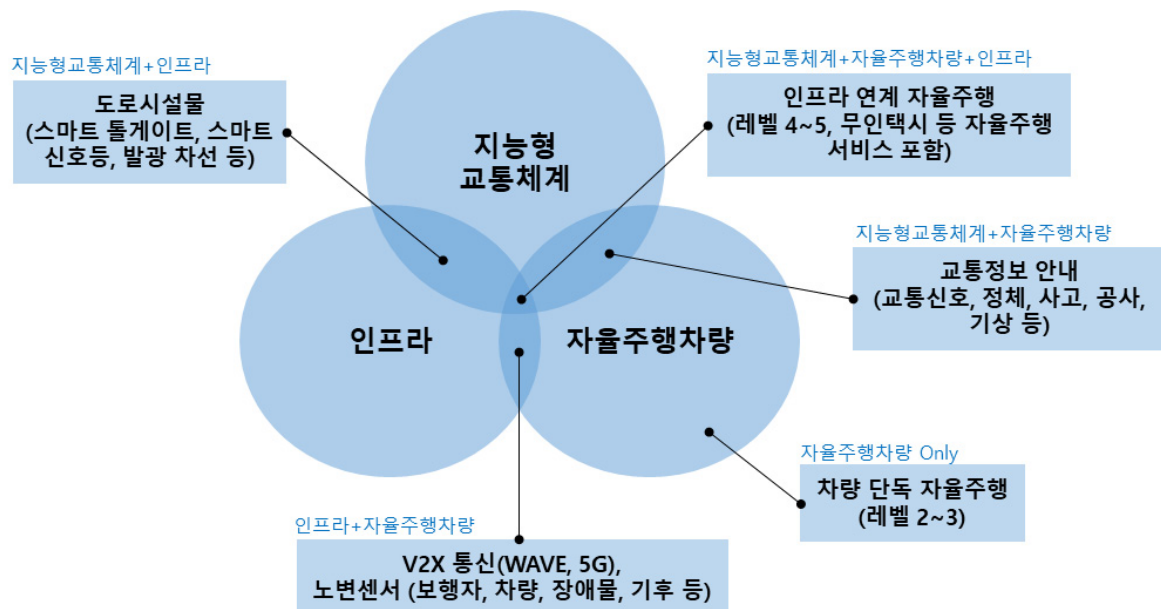 지능형교통체계+인프라
도로시설물
(스마트 톨게이트, 스마트
신호등, 발광 차선 등)
지능형교통체계+자율주행차량+인프라
인프라 연계 자율주행
(레벨 4~5, 무인택시 등 자율주행
서비스 포함)
지능형
교통체계
지능형교통체계+자율주행차량
교통정보 안내
(교통신호, 정체, 사고, 공사,
기상 등)
인프라
자율주행차량
자율주행차량 Only
차량 단독 자율주행
(레벨 2~3)
인프라+자율주행차량
V2X 통신(WAVE, 5G),
노변센서 (보행자, 차량, 장애물, 기후 등)